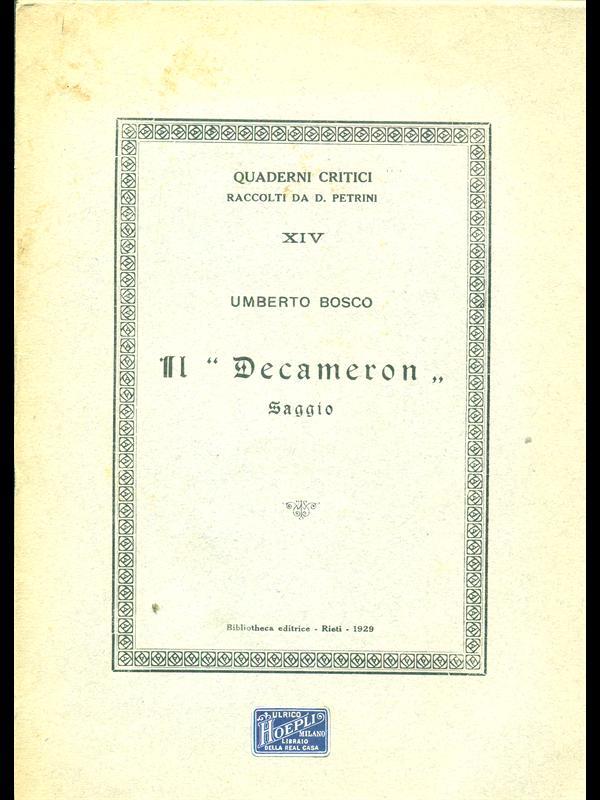 QUADERNI CRITICI
RACCOLTI DA D. PETRINI
XIV
UMBERTO BOSCO
Il “ Decameron „
Saggio
Bibliotheca editrice - Rieti - 1929
ULRICO
HOEPLI
MILANO
LIBRAIO
DELLA REAL CASA